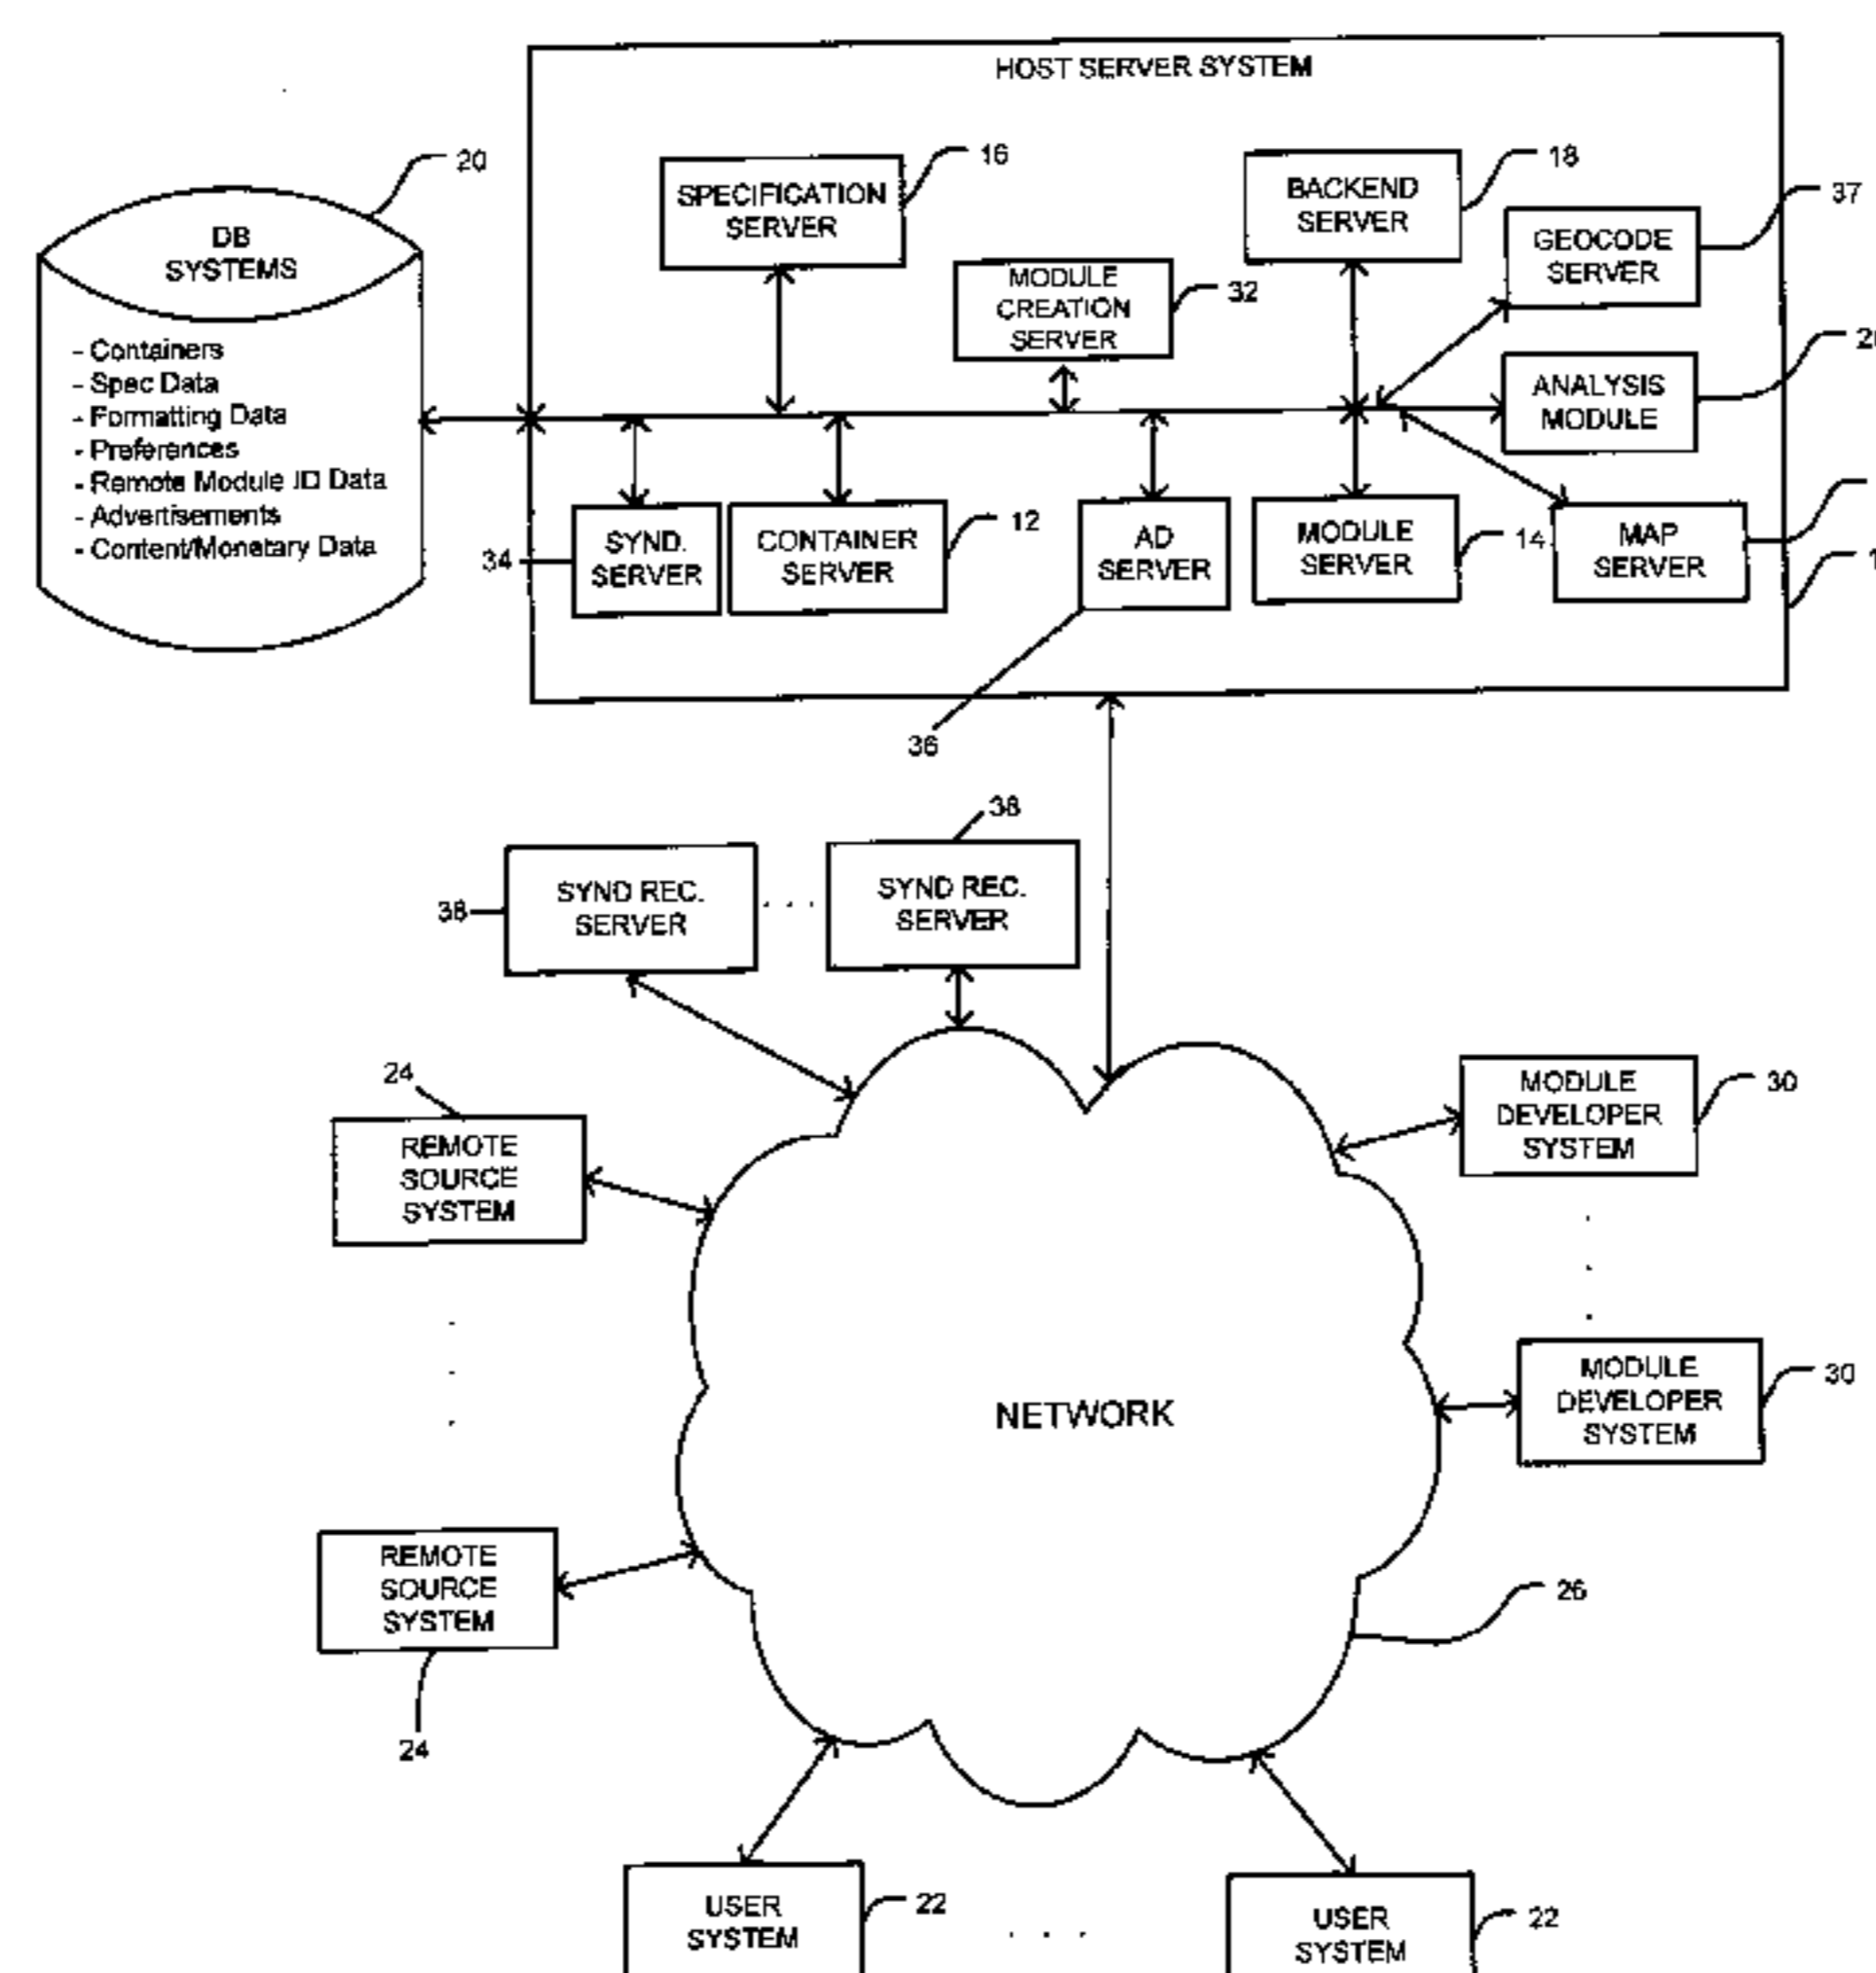 HOST SERVER SYSTEM
20
DB
SYSTEMS
- Containers
- Spec Data
- Formatting Data
- Preferences
- Remote Module ID Data
- Advertisements
- Content/Monetary Data
16
SPECIFICATION
SERVER
MODULE
CREATION
SERVER
32
BACKEND
SERVER
18
GEOCODE
SERVER
37
ANALYSIS
MODULE
34
SYND.
SERVER
CONTAINER
SERVER
12
AD
SERVER
36
MODULE
SERVER
14
MAP
SERVER
38
SYND REC.
SERVER
. . .
38
SYND REC.
SERVER
24
REMOTE
SOURCE
SYSTEM
MODULE
DEVELOPER
SYSTEM
30
NETWORK
MODULE
DEVELOPER
SYSTEM
30
REMOTE
SOURCE
SYSTEM
24
26
USER
SYSTEM
22
. . .
USER
SYSTEM
22